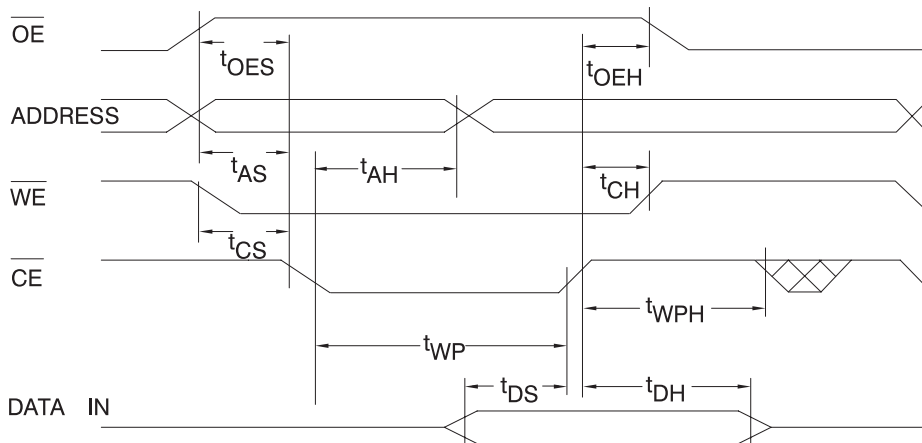 OE
tOES
tOEH
ADDRESS
tAS
tAH
tCH
WE
tCS
CE
tWPH
tWP
tDS
tDH
DATA IN